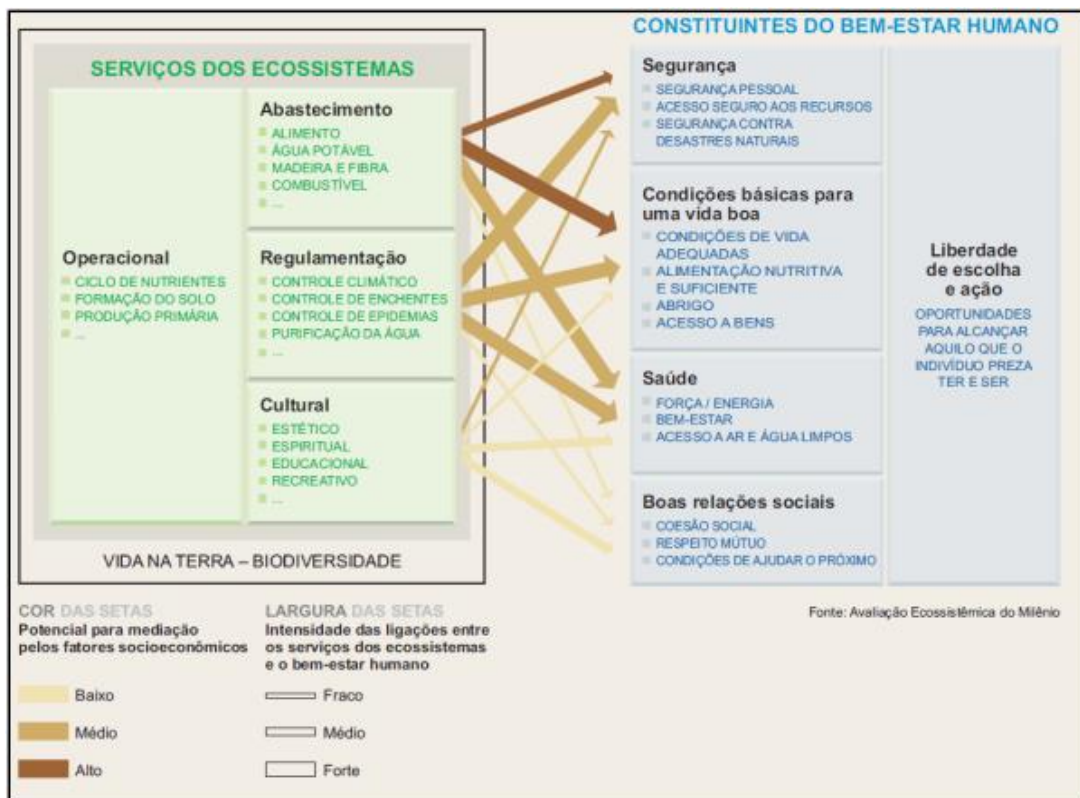 CONSTITUINTES DO BEM-ESTAR HUMANO
SERVIÇOS DOS ECOSSISTEMAS
Operacional
CICLO DE NUTRIENTES
FORMAÇÃO DO SOLO
PRODUÇÃO PRIMÁRIA
...
Abastecimento
ALIMENTO
ÁGUA POTÁVEL
MADEIRA E FIBRA
COMBUSTÍVEL
...
Regulamentação
CONTROLE CLIMÁTICO
CONTROLE DE ENCHENTES
CONTROLE DE EPIDEMIAS
PURIFICAÇÃO DA ÁGUA
...
Cultural
ESTÉTICO
ESPIRITUAL
EDUCACIONAL
RECREATIVO
...
VIDA NA TERRA – BIODIVERSIDADE
Segurança
SEGURANÇA PESSOAL
ACESSO SEGURO AOS RECURSOS
SEGURANÇA CONTRA
DESASTRES NATURAIS
Condições básicas para
uma vida boa
CONDIÇÕES DE VIDA
ADEQUADAS
ALIMENTAÇÃO NUTRITIVA
E SUFICIENTE
ABRIGO
ACESSO A BENS
Saúde
FORÇA / ENERGIA
BEM-ESTAR
ACESSO A AR E ÁGUA LIMPOS
Boas relações sociais
COESÃO SOCIAL
RESPEITO MÚTUO
CONDIÇÕES DE AJUDAR O PRÓXIMO
Liberdade
de escolha
e ação
OPORTUNIDADES
PARA ALCANÇAR
AQUILO QUE O
INDIVÍDUO PREZA
TER E SER
COR DAS SETAS
Potencial para mediação
pelos fatores socioeconômicos
Baixo
Médio
Alto
LARGURA DAS SETAS
Intensidade das ligações entre
os serviços dos ecossistemas
e o bem-estar humano
Fraco
Médio
Forte
Fonte: Avaliação Ecossistêmica do Milênio